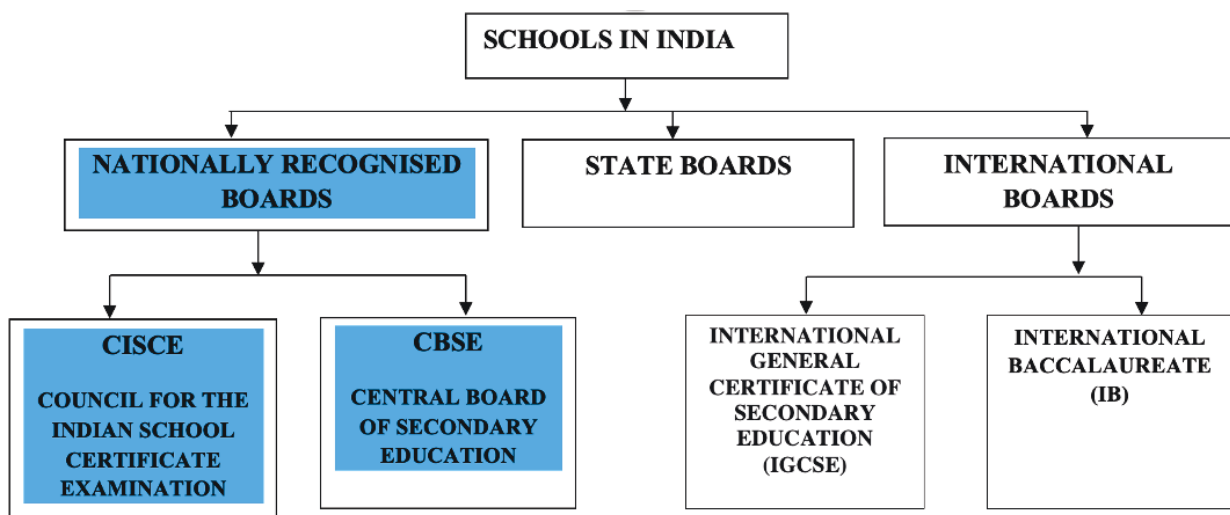 SCHOOLS IN INDIA
NATIONALLY RECOGNISED
BOARDS
STATE BOARDS
INTERNATIONAL
BOARDS
CISCE
COUNCIL FOR THE
INDIAN SCHOOL
CERTIFICATE
EXAMINATION
CBSE
CENTRAL BOARD
OF SECONDARY
EDUCATION
INTERNATIONAL
GENERAL
CERTIFICATE OF
SECONDARY
EDUCATION
(IGCSE)
INTERNATIONAL
BACCALAUREATE
(IB)